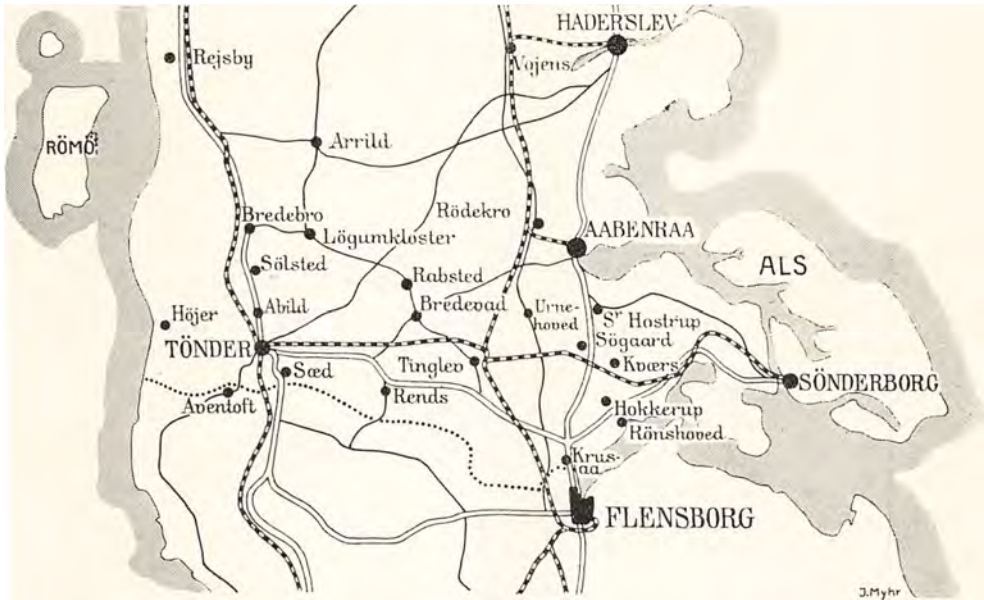 HADERSLEV
Vojens
Rejsby
RÖMÖ
Arrild
Bredebro
Lögumkloster
Rödekro
AABENRAA
ALS
Sölsted
Rabsted
Bredevad
Urne-
hoved
Höjer
Abild
Sr Hostrup
Sögaard
TÖNDER
Tinglev
Kværs
SÖNDERBORG
Sæd
Rends
Aventoft
Hokkerup
Rönshoved
Krus-
aa
FLENSBORG
J. Myhr